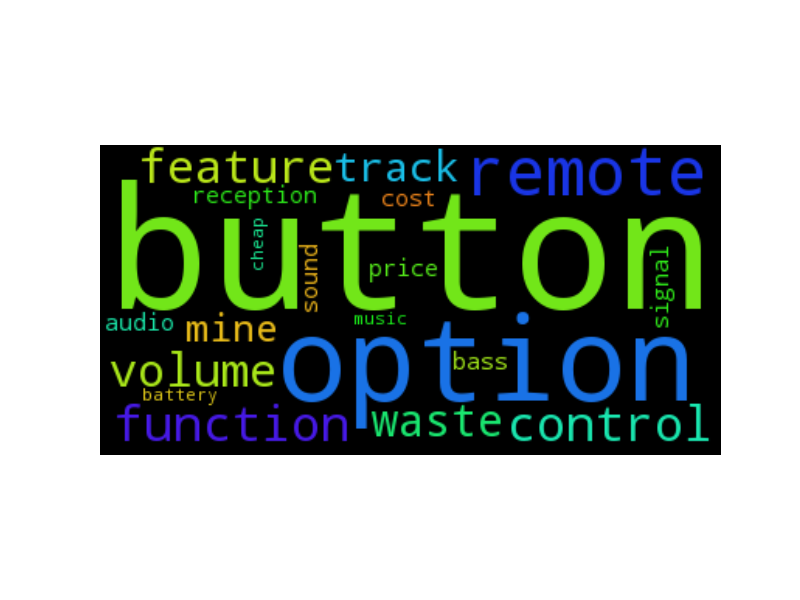 feature track remote
reception cost
button
cheap
sound
price
signal
audio mine music
option
volume bass
battery
function waste control